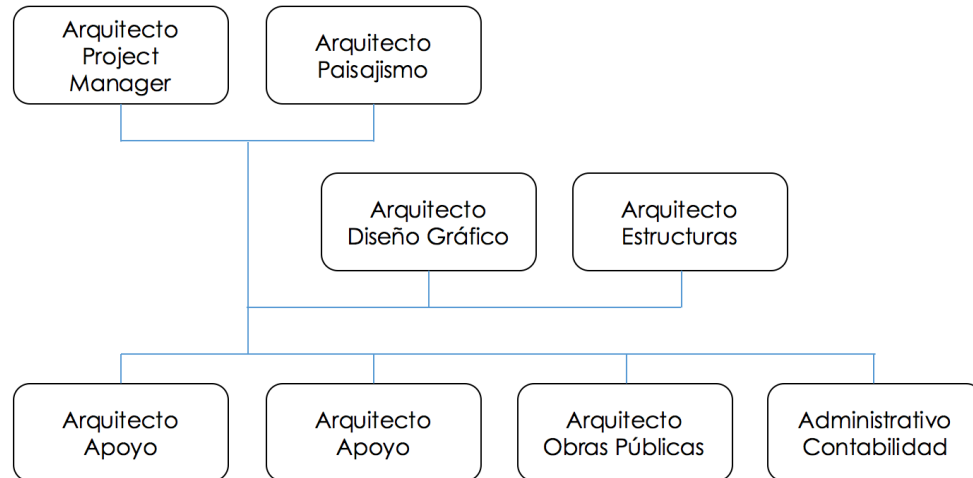 Arquitecto
Project
Manager
Arquitecto
Paisajismo
Arquitecto
Diseño Gráfico
Arquitecto
Estructuras
Arquitecto
Apoyo
Arquitecto
Apoyo
Arquitecto
Obras Públicas
Administrativo
Contabilidad